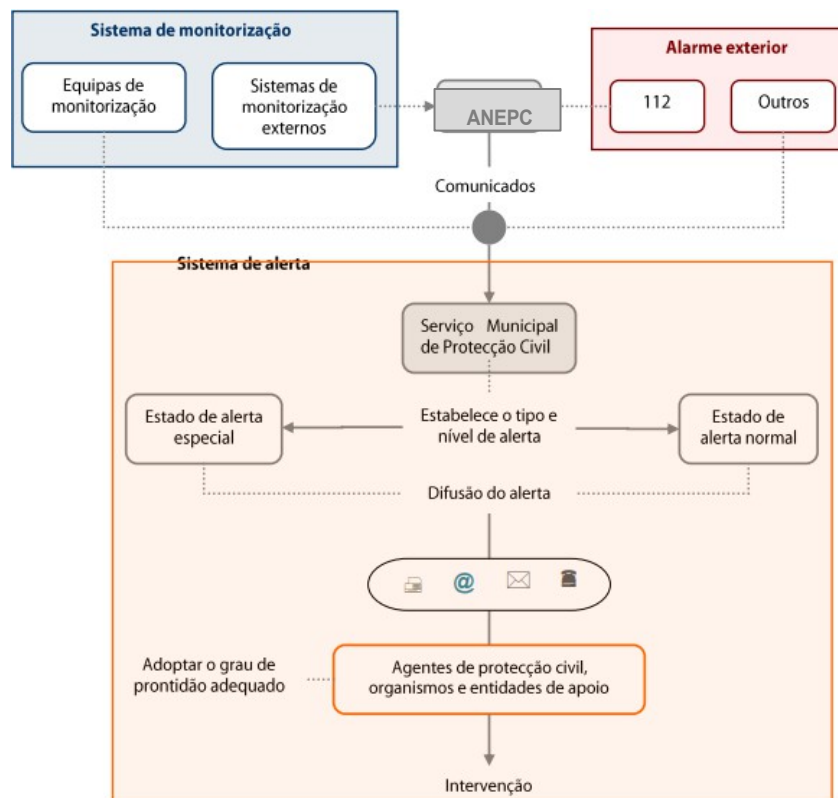 Sistema de monitorização
Equipas de
monitorização
Sistemas de
monitorização
externos
ANEPC
Alarme exterior
112
Outros
Comunicados
Sistema de alerta
Serviço Municipal
de Protecção Civil
Estado de alerta
especial
Estabelece o tipo e
nível de alerta
Estado de
alerta normal
Difusão do alerta
@
Adoptar o grau de
prontidão adequado
Agentes de protecção civil,
organismos e entidades de apoio
Intervenção